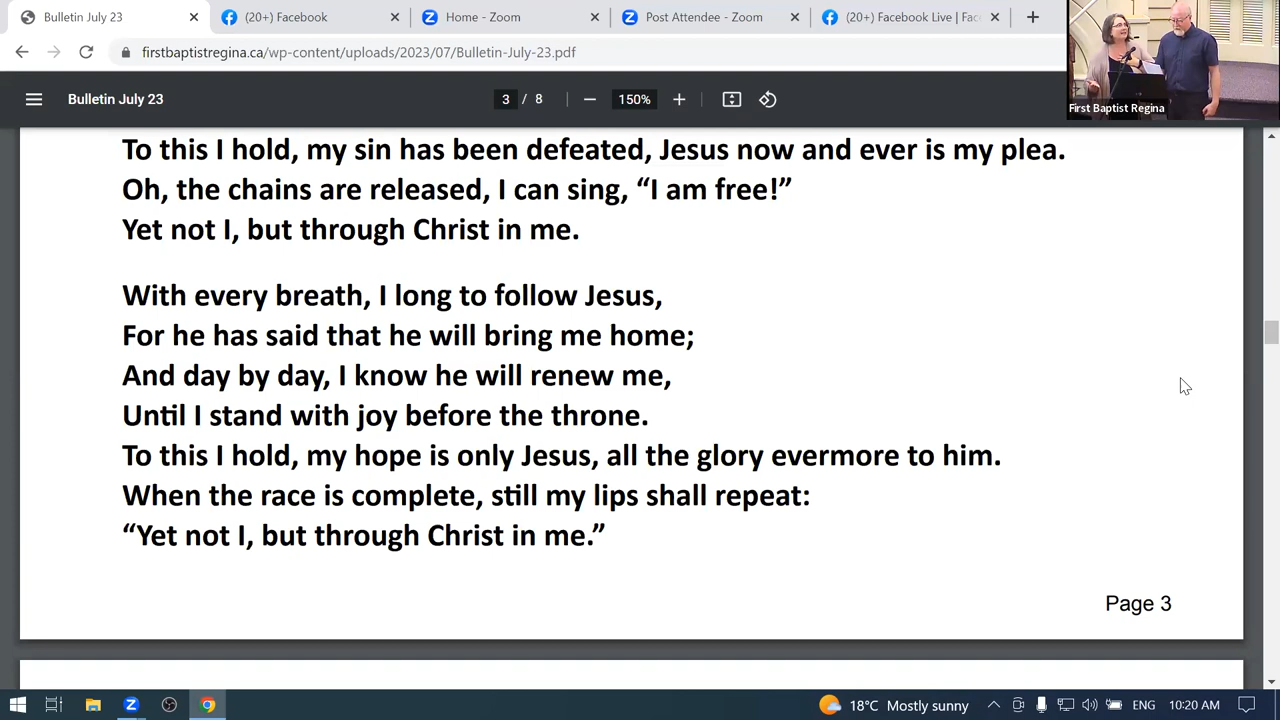 Bulletin July 23
(20+) Facebook
Home - Zoom
Post Attendee - Zoom
(20+) Facebook Live | Fac
firstbaptistregina.ca/wp-content/uploads/2023/07/Bulletin-July-23.pdf
First Baptist Regina
Bulletin July 23
3 / 8
150%
To this I hold, my sin has been defeated, Jesus now and ever is my plea.
Oh, the chains are released, I can sing, “I am free!”
Yet not I, but through Christ in me.
With every breath, I long to follow Jesus,
For he has said that he will bring me home;
And day by day, I know he will renew me,
Until I stand with joy before the throne.
To this I hold, my hope is only Jesus, all the glory evermore to him.
When the race is complete, still my lips shall repeat:
“Yet not I, but through Christ in me.”
Page 3
18°C Mostly sunny
ENG
10:20 AM